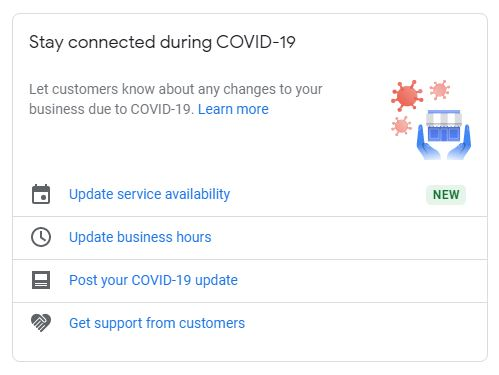 Stay connected during COVID-19
Let customers know about any changes to your
business due to COVID-19. Learn more
Update service availability
NEW
Update business hours
Post your COVID-19 update
Get support from customers